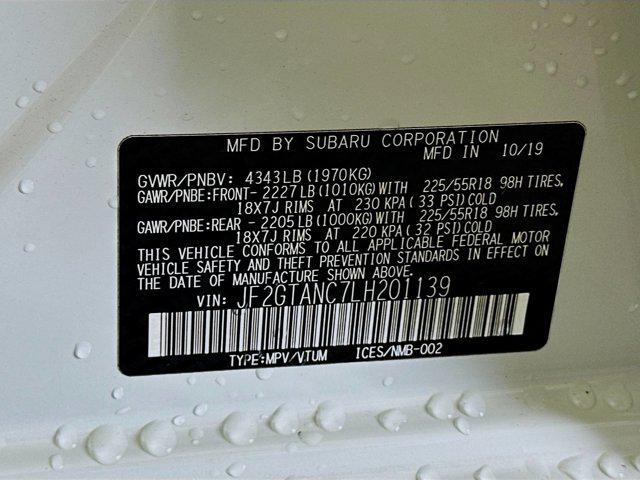 MFD BY SUBARU CORPORATION
MFD IN 10/19
GVWR/PNBV: 4343LB (1970KG)
GAWR/PNBE:FRONT- 2227LB (1010KG)WITH 225/55R18 98H TIRES,
18X7J RIMS AT 230 KPA( 33 PSI)COLD
GAWR/PNBE:REAR - 2205LB (1000KG)WITH 225/55R18 98H TIRES,
18X7J RIMS AT 220 KPA( 32 PSI)COLD
THIS VEHICLE CONFORMS TO ALL APPLICABLE FEDERAL MOTOR
VEHICLE SAFETY AND THEFT PREVENTION STANDARDS IN EFFECT ON
THE DATE OF MANUFACTURE SHOWN ABOVE.
VIN: JF2GTANC7LH201139
TYPE:MPV/VTUM ICES/NMB-002